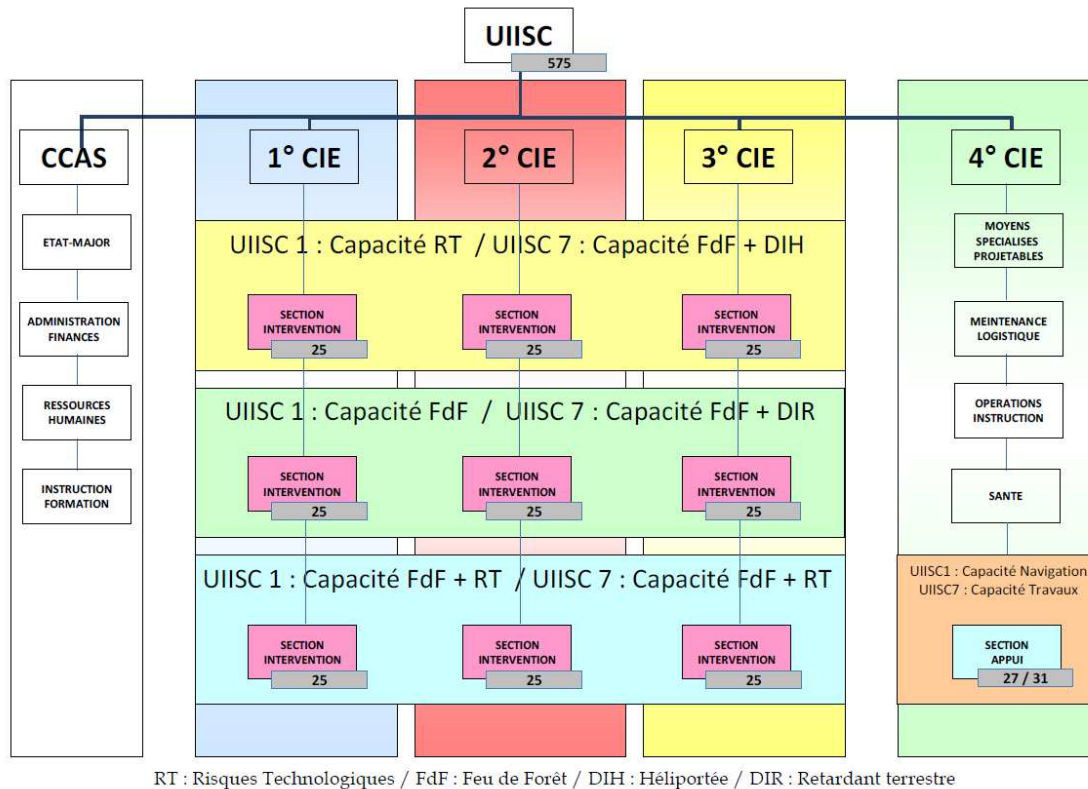 UIISC
575
CCAS
1° CIE
2° CIE
3° CIE
4° CIE
ETAT-MAJOR
ADMINISTRATION
FINANCES
RESSOURCES
HUMAINES
INSTRUCTION
FORMATION
UIISC 1 : Capacité RT / UIISC 7 : Capacité FdF + DIH
SECTION
INTERVENTION
25
SECTION
INTERVENTION
25
SECTION
INTERVENTION
25
UIISC 1 : Capacité FdF / UIISC 7 : Capacité FdF + DIR
SECTION
INTERVENTION
25
SECTION
INTERVENTION
25
SECTION
INTERVENTION
25
UIISC 1 : Capacité FdF + RT / UIISC 7 : Capacité FdF + RT
SECTION
INTERVENTION
25
SECTION
INTERVENTION
25
SECTION
INTERVENTION
25
MOYENS
SPECIALISES
PROJETABLES
MEINTENANCE
LOGISTIQUE
OPERATIONS
INSTRUCTION
SANTE
UIISC1 : Capacité Navigation
UIISC7 : Capacité Travaux
SECTION
APPUI
27 / 31
RT : Risques Technologiques / FdF : Feu de Forêt / DIH : Héliportée / DIR : Retardant terrestre